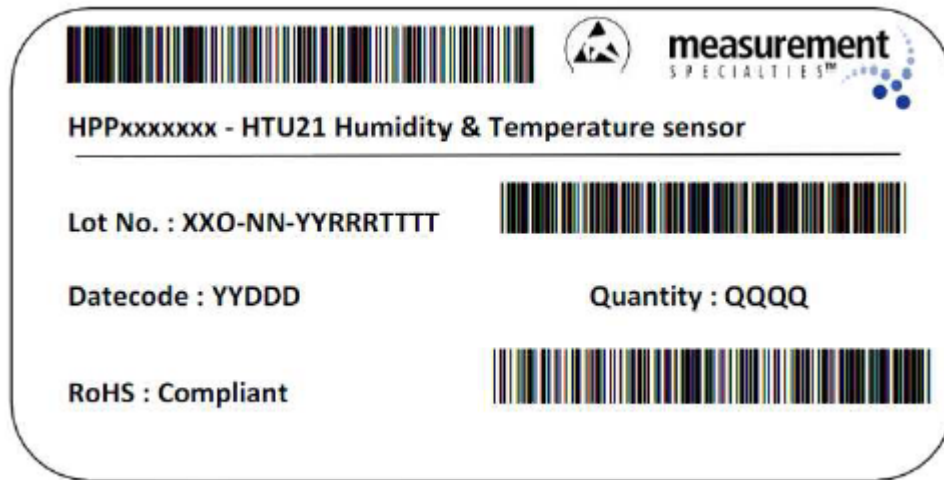 measurement
SPECIALTIES™
HPPxxxxxxx - HTU21 Humidity & Temperature sensor
Lot No. : XXO-NN-YYRRRTTTT
Datecode : YYDDD
Quantity : QQQQ
RoHS : Compliant